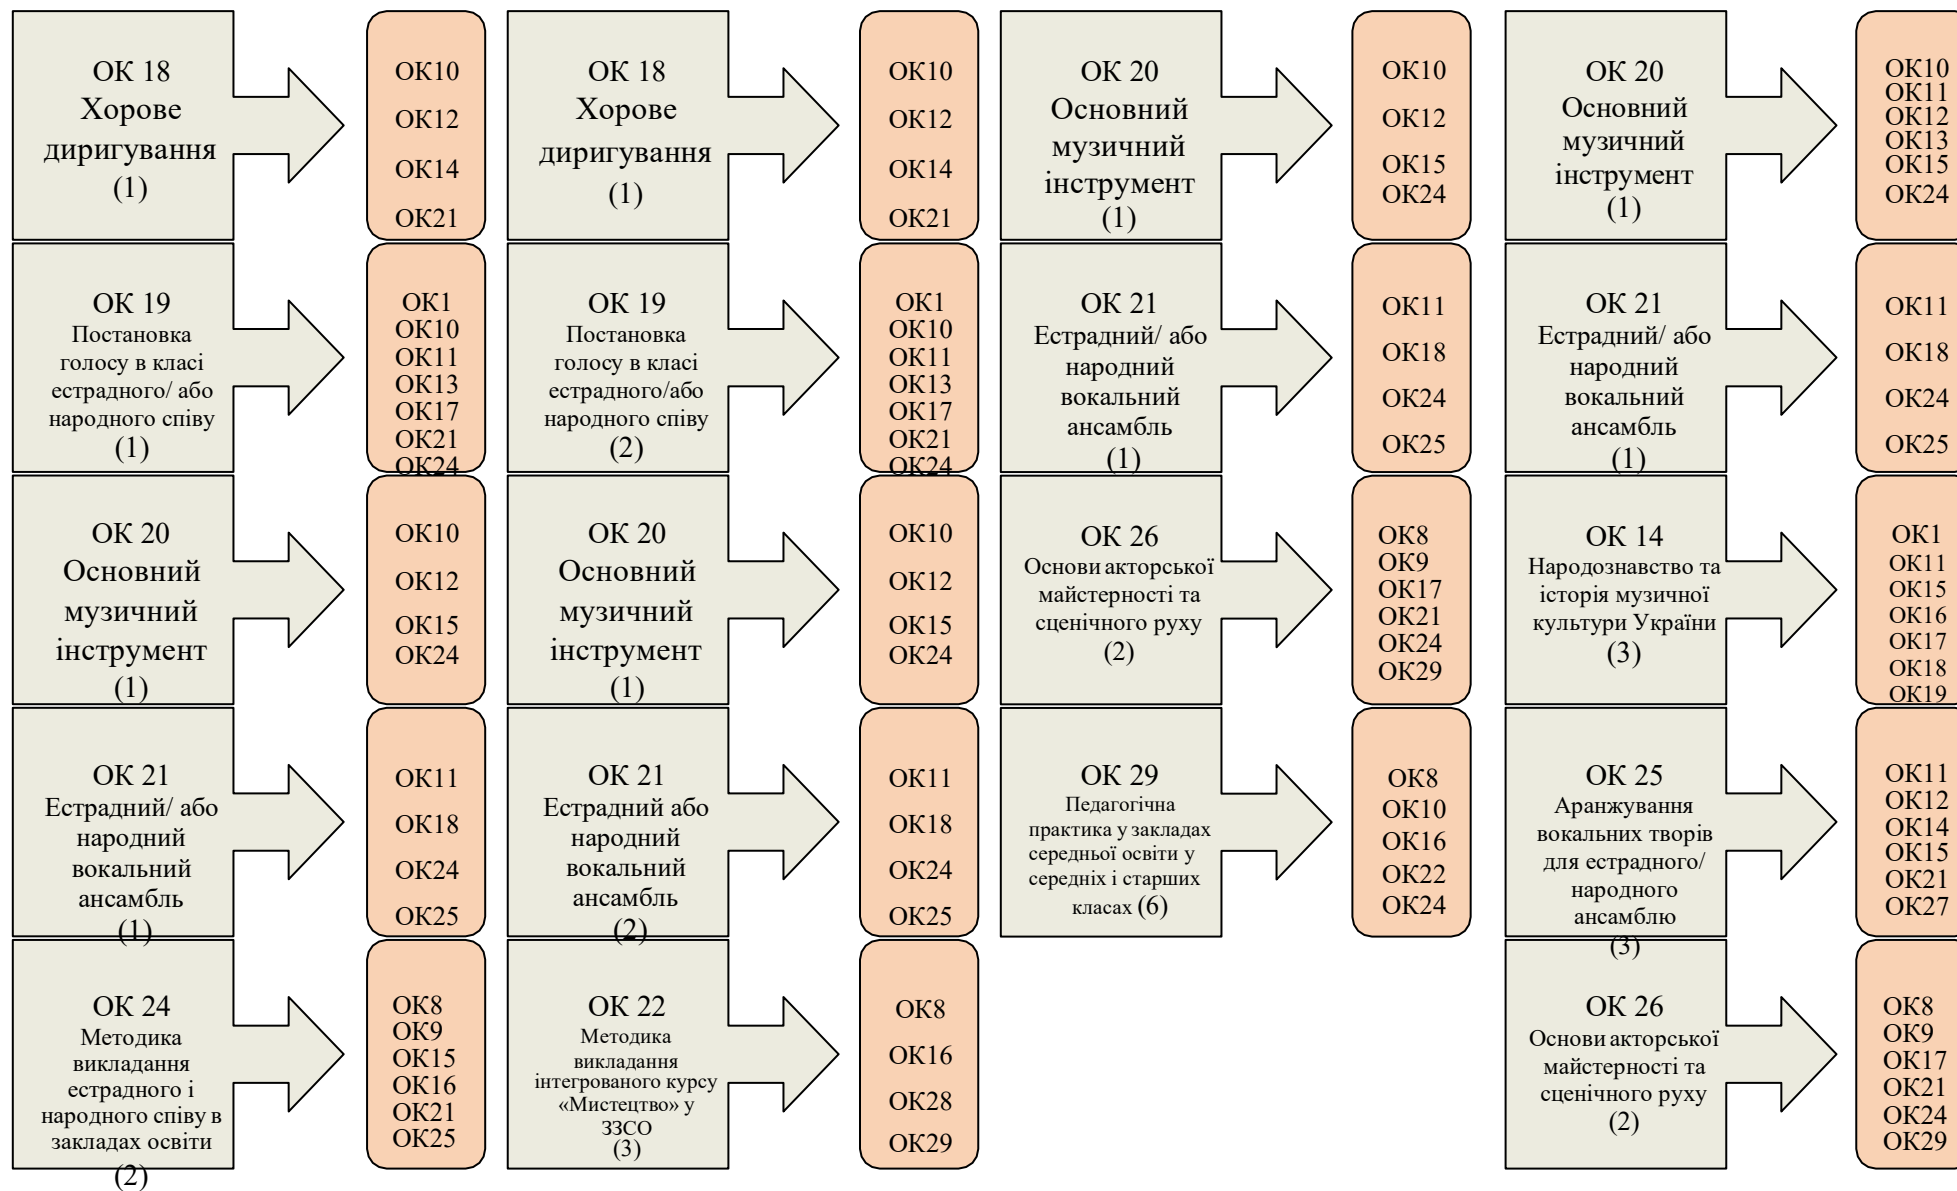 ОК 18
Хорове
диригування
(1)
ОК10
ОК12
ОК14
ОК21
ОК 18
Хорове
диригування
(1)
ОК10
ОК12
ОК14
ОК21
ОК 20
Основний
музичний
інструмент
(1)
ОК10
ОК12
ОК15
ОК24
ОК 20
Основний
музичний
інструмент
(1)
ОК10
ОК11
ОК12
ОК13
ОК15
ОК24
ОК 19
Постановка
голосу в класі
естрадного/ або
народного співу
(1)
ОК1
ОК10
ОК11
ОК13
ОК17
ОК21
ОК24
ОК 19
Постановка
голосу в класі
естрадного/або
народного співу
(2)
ОК1
ОК10
ОК11
ОК13
ОК17
ОК21
ОК24
ОК 21
Естрадний/ або
народний
вокальний
ансамбль
(1)
ОК11
ОК18
ОК24
ОК25
ОК 21
Естрадний/ або
народний
вокальний
ансамбль
(1)
ОК11
ОК18
ОК24
ОК25
ОК 20
Основний
музичний
інструмент
(1)
ОК10
ОК12
ОК15
ОК24
ОК 20
Основний
музичний
інструмент
(1)
ОК10
ОК12
ОК15
ОК24
ОК 26
Основи акторської
майстерності та
сценічного руху
(2)
ОК8
ОК9
ОК17
ОК21
ОК24
ОК29
ОК 14
Народознавство та
історія музичної
культури України
(3)
ОК1
ОК11
ОК15
ОК16
ОК17
ОК18
ОК19
ОК 21
Естрадний/ або
народний
вокальний
ансамбль
(1)
ОК11
ОК18
ОК24
ОК25
ОК 21
Естрадний або
народний
вокальний
ансамбль
(2)
ОК11
ОК18
ОК24
ОК25
ОК 29
Педагогічна
практика у закладах
середньої освіти у
середніх і старших
класах (6)
ОК8
ОК10
ОК16
ОК22
ОК24
ОК 25
Аранжування
вокальних творів
для естрадного/
народного
ансамблю
(3)
ОК11
ОК12
ОК14
ОК15
ОК21
ОК27
ОК 24
Методика
викладання
естрадного і
народного співу в
закладах освіти
(2)
ОК8
ОК9
ОК15
ОК16
ОК21
ОК25
ОК 22
Методика
викладання
інтегрованого курсу
«Мистецтво» у
ЗЗСО
(3)
ОК8
ОК16
ОК28
ОК29
ОК 26
Основи акторської
майстерності та
сценічного руху
(2)
ОК8
ОК9
ОК17
ОК21
ОК24
ОК29